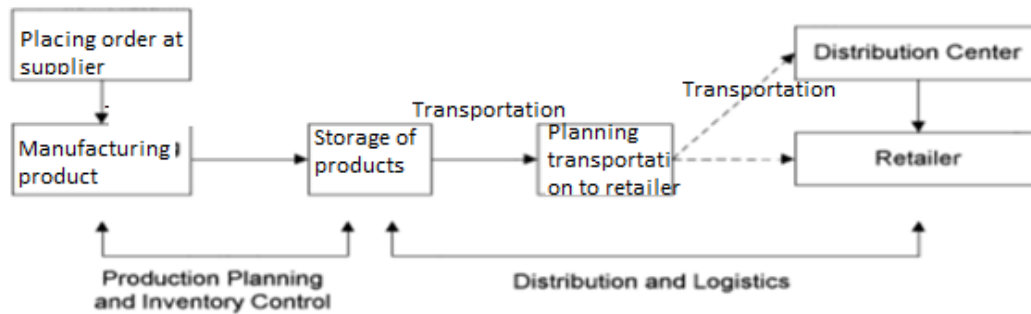 Placing order at
supplier
Distribution Center
Transportation
Transportation
Manufacturing
product
Storage of
products
Planning
transportati
on to retailer
Retailer
Production Planning
and Inventory Control
Distribution and Logistics